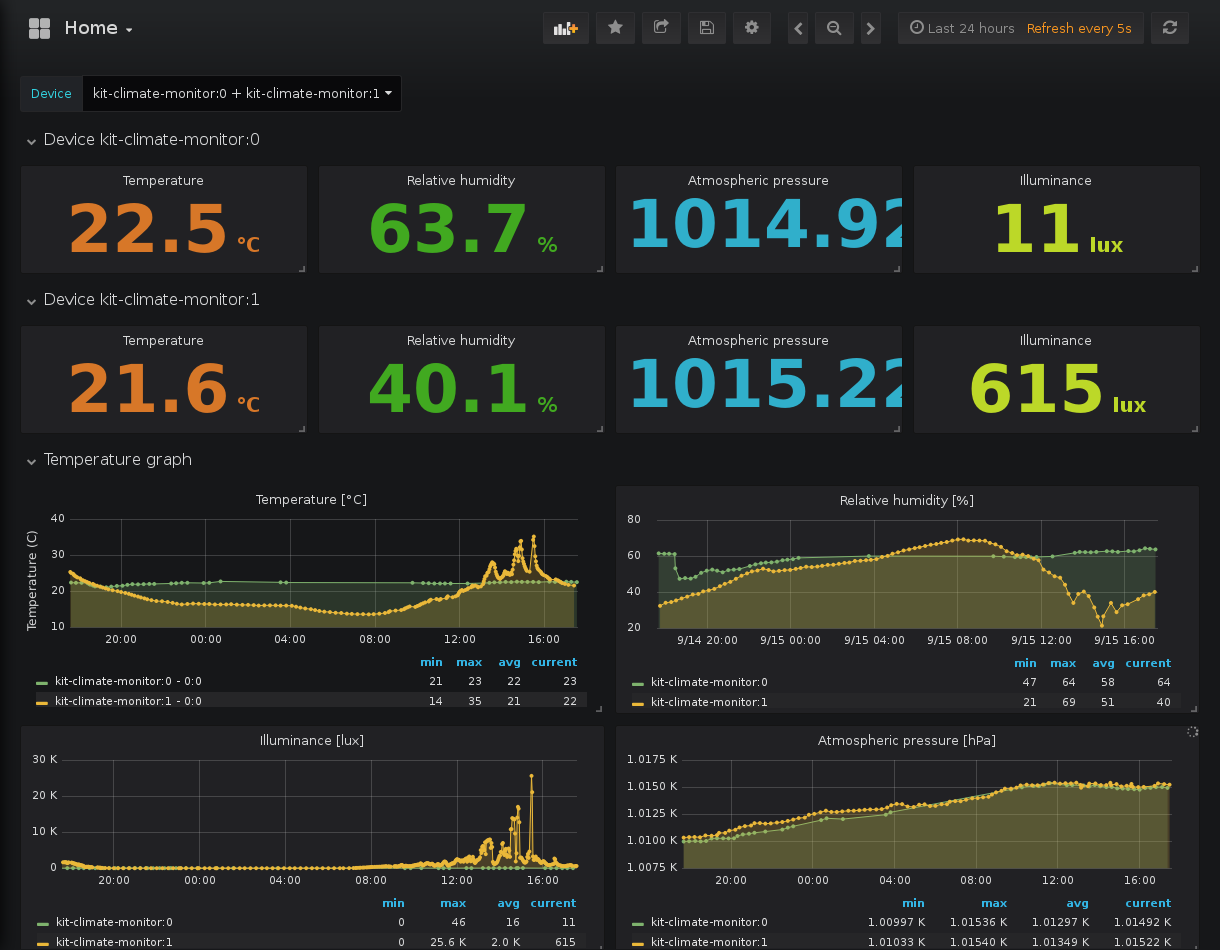 Home
Last 24 hours Refresh every 5s
Device kit-climate-monitor:0 + kit-climate-monitor:1
Device kit-climate-monitor:0
Temperature Relative humidity Atmospheric pressure Illuminance
22.5 °C 63.7 % 1014.92 11 lux
Device kit-climate-monitor:1
Temperature Relative humidity Atmospheric pressure Illuminance
21.6 °C 40.1 % 1015.22 615 lux
Temperature graph
Temperature [°C]
Temperature (C)
40
30
20
10
20:00 00:00 04:00 08:00 12:00 16:00
min max avg current
kit-climate-monitor:0 - 0:0 21 23 22 23
kit-climate-monitor:1 - 0:0 14 35 21 22
Relative humidity [%]
80
60
40
20
9/14 20:00 9/15 00:00 9/15 04:00 9/15 08:00 9/15 12:00 9/15 16:00
min max avg current
kit-climate-monitor:0 47 64 58 64
kit-climate-monitor:1 21 69 51 40
Illuminance [lux]
30 K
20 K
10 K
0
20:00 00:00 04:00 08:00 12:00 16:00
min max avg current
kit-climate-monitor:0 0 46 16 11
kit-climate-monitor:1 0 25.6 K 2.0 K 615
Atmospheric pressure [hPa]
1.0175 K
1.0150 K
1.0125 K
1.0100 K
1.0075 K
20:00 00:00 04:00 08:00 12:00 16:00
min max avg current
kit-climate-monitor:0 1.00997 K 1.01536 K 1.01297 K 1.01492 K
kit-climate-monitor:1 1.01033 K 1.01540 K 1.01349 K 1.01522 K